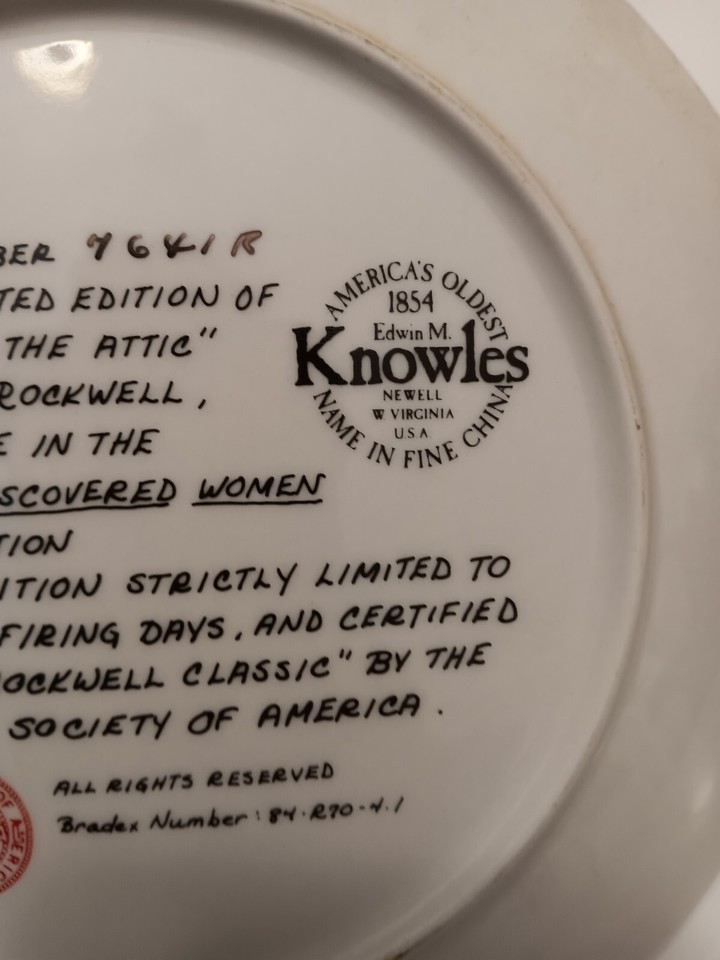 BER 7641R
TED EDITION OF
THE ATTIC"
ROCKWELL,
E IN THE
SCOVERED WOMEN
TION
ITION STRICTLY LIMITED TO
FIRING DAYS, AND CERTIFIED
OCKWELL CLASSIC" BY THE
SOCIETY OF AMERICA.
ALL RIGHTS RESERVED
Bradex Number: 84-R70-4.1
AMERICA'S OLDEST
1854
Edwin M.
Knowles
NEWELL
W VIRGINIA
USA
NAME IN FINE CHINA